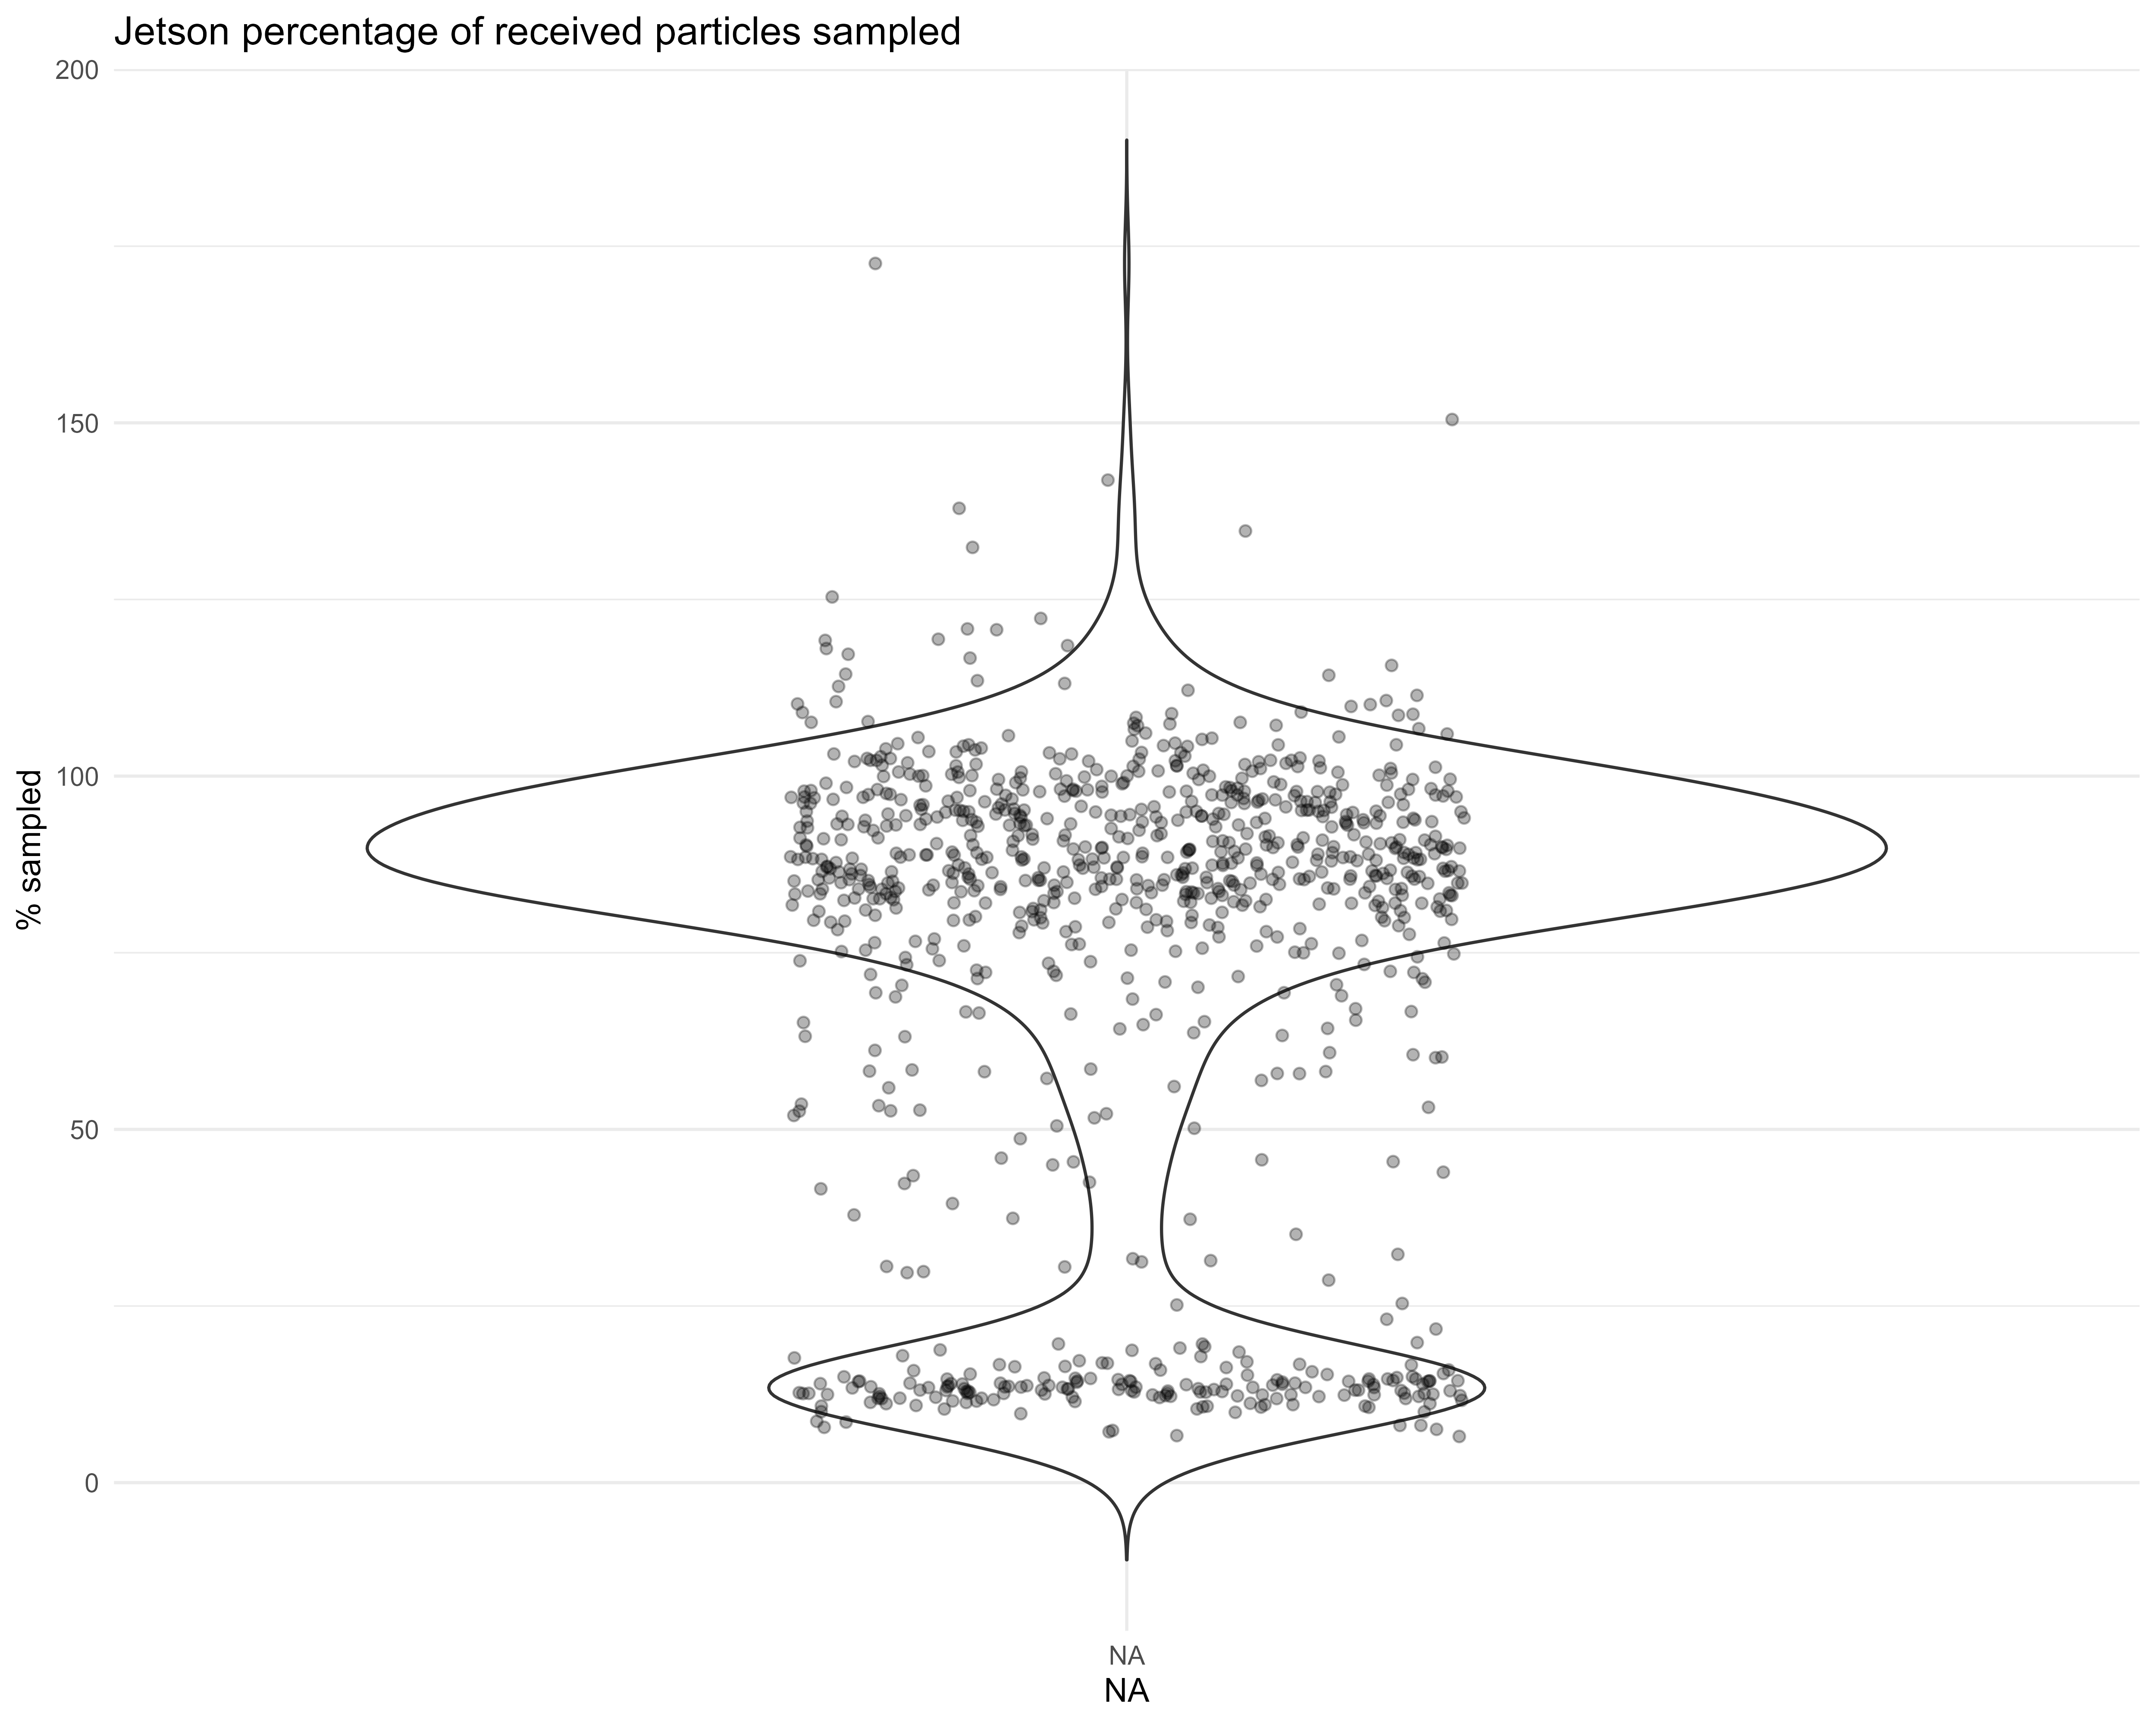 Jetson percentage of received particles sampled
200
150
100
50
0
% sampled
NA
NA